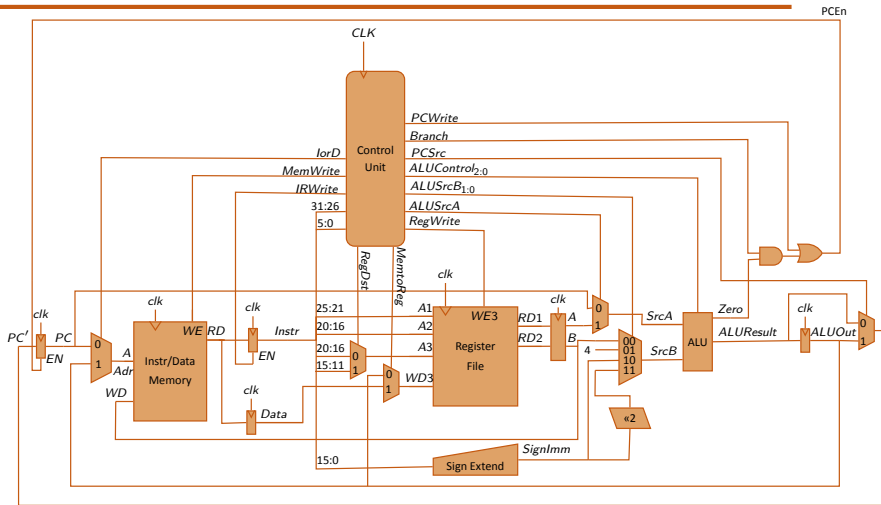 PCEn
CLK
Control
Unit
PCWrite
Branch
PCSrc
ALUControl2:0
ALUSrcB1:0
ALUSrcA
RegWrite
IorD
MemWrite
IRWrite
31:26
5:0
RegDst
MemtoReg
clk
PC′
PC
EN
0
1
A
Adr
WD
clk
WE
RD
Instr/Data
Memory
clk
Instr
EN
clk
Data
25:21
20:16
20:16
15:11
0
1
0
1
clk
A1
A2
A3
WD3
WE3
RD1
RD2
Register
File
clk
A
B
0
1
4
00
01
10
11
SrcA
SrcB
ALU
Zero
ALUResult
clk
ALUOut
0
1
«2
15:0
Sign Extend
SignImm